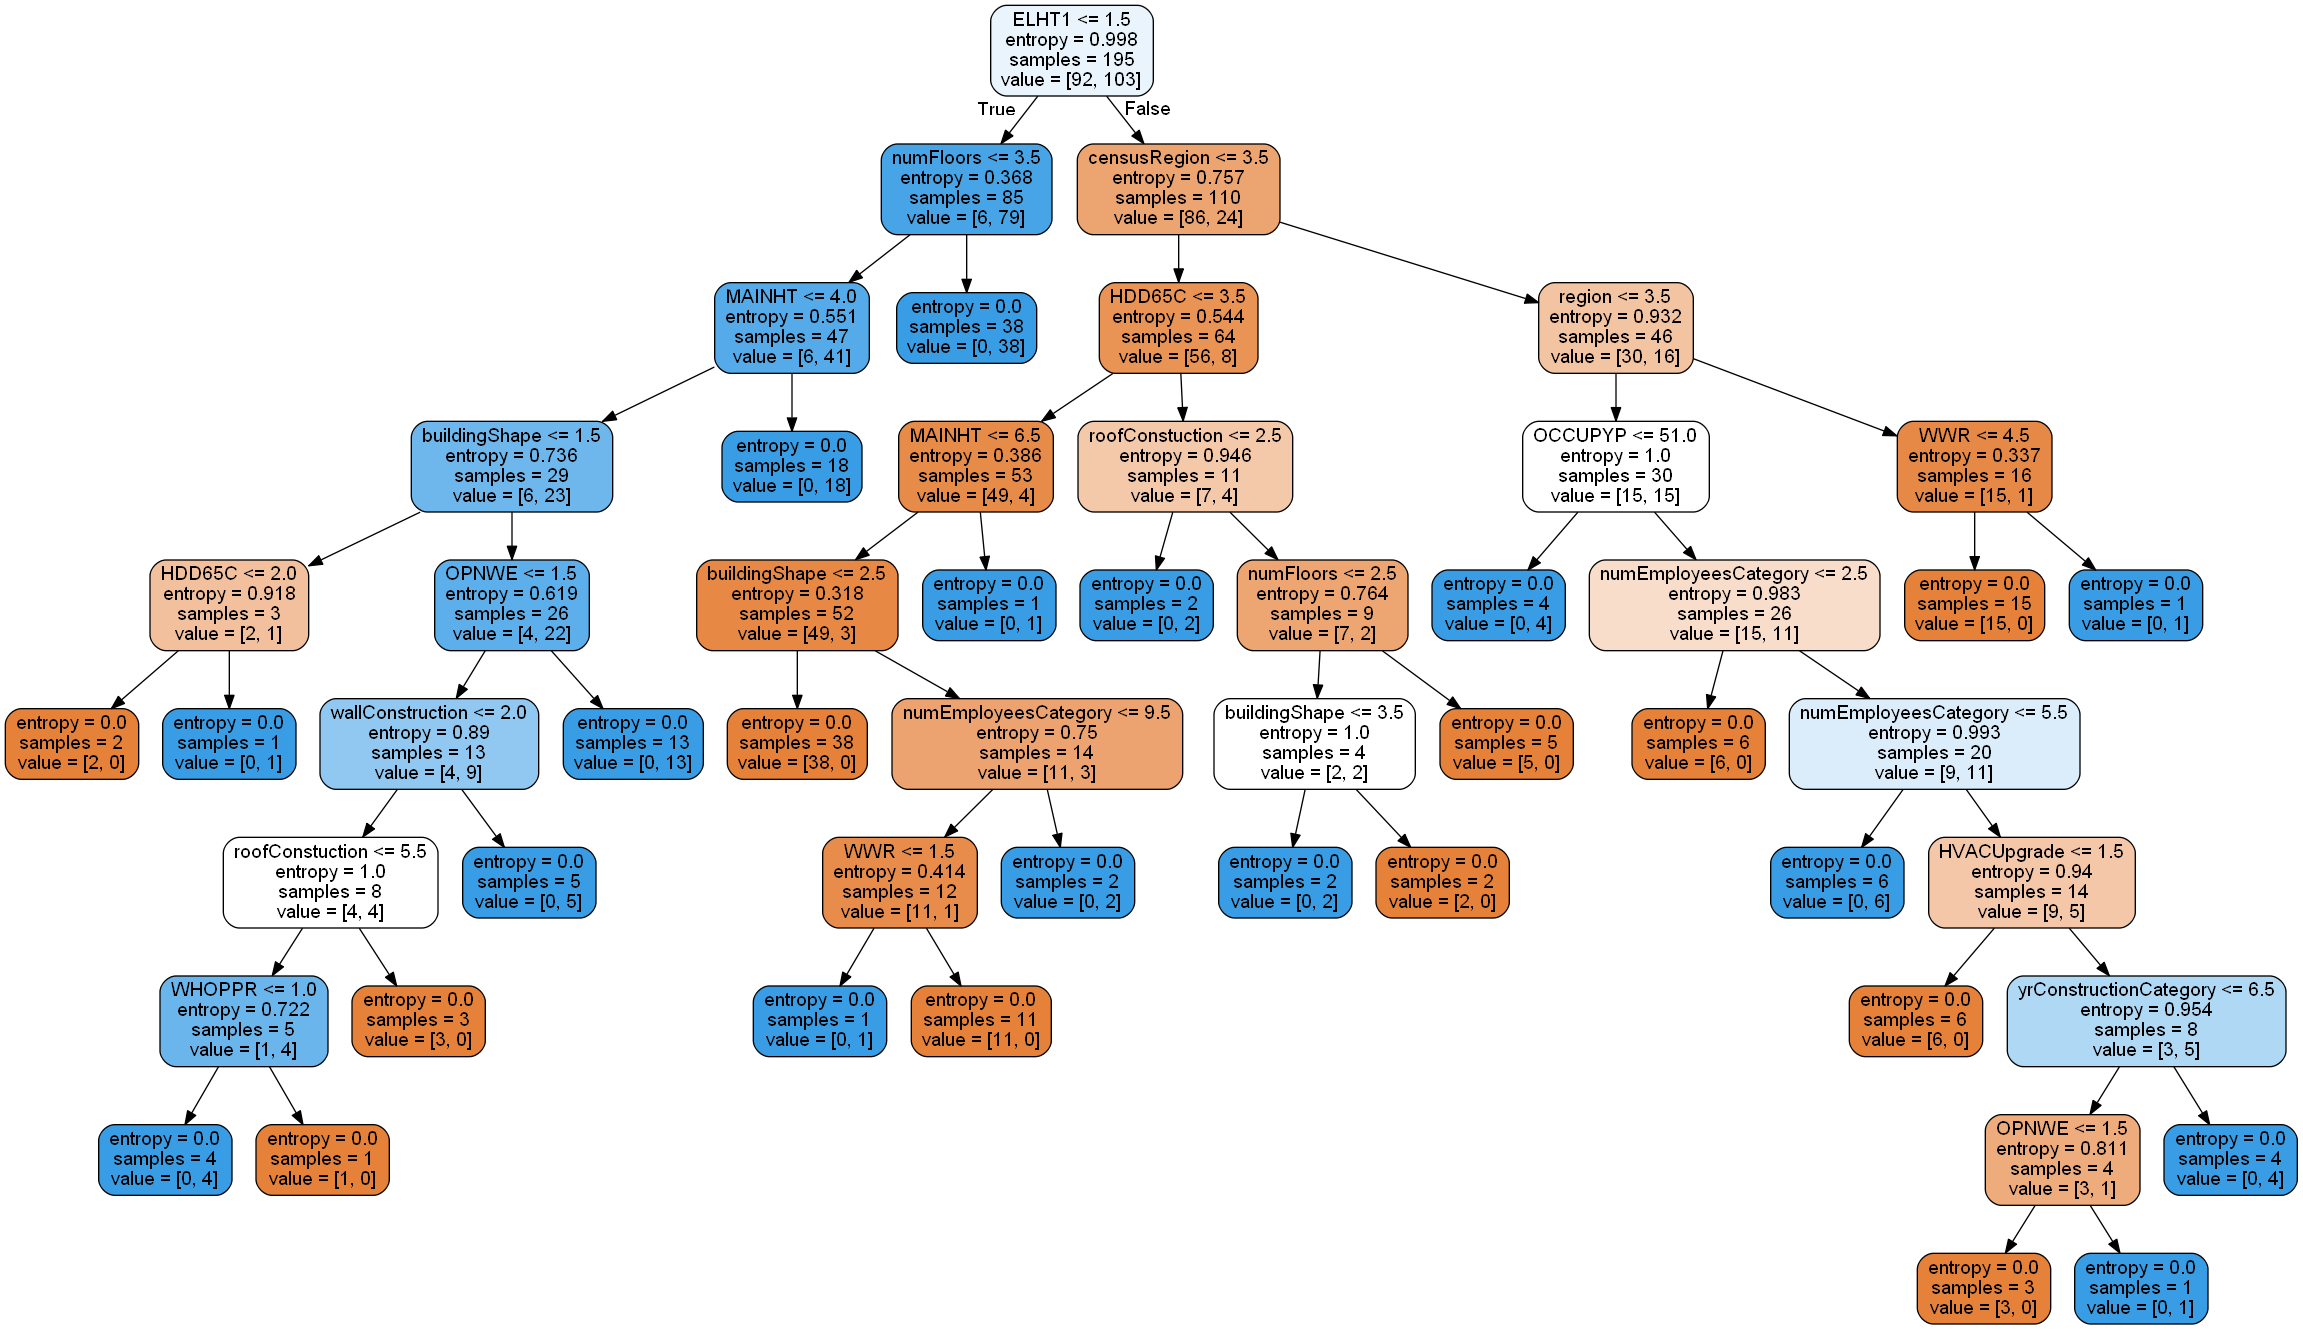 ELHT1 <= 1.5
entropy = 0.998
samples = 195
value = [92, 103]
True
False
numFloors <= 3.5
entropy = 0.368
samples = 85
value = [6, 79]
censusRegion <= 3.5
entropy = 0.757
samples = 110
value = [86, 24]
MAINHT <= 4.0
entropy = 0.551
samples = 47
value = [6, 41]
entropy = 0.0
samples = 38
value = [0, 38]
HDD65C <= 3.5
entropy = 0.544
samples = 64
value = [56, 8]
region <= 3.5
entropy = 0.932
samples = 46
value = [30, 16]
buildingShape <= 1.5
entropy = 0.736
samples = 29
value = [6, 23]
entropy = 0.0
samples = 18
value = [0, 18]
MAINHT <= 6.5
entropy = 0.386
samples = 53
value = [49, 4]
roofConstuction <= 2.5
entropy = 0.946
samples = 11
value = [7, 4]
OCCUPYP <= 51.0
entropy = 1.0
samples = 30
value = [15, 15]
WWR <= 4.5
entropy = 0.337
samples = 16
value = [15, 1]
HDD65C <= 2.0
entropy = 0.918
samples = 3
value = [2, 1]
OPNWE <= 1.5
entropy = 0.619
samples = 26
value = [4, 22]
buildingShape <= 2.5
entropy = 0.318
samples = 52
value = [49, 3]
entropy = 0.0
samples = 1
value = [0, 1]
entropy = 0.0
samples = 2
value = [0, 2]
numFloors <= 2.5
entropy = 0.764
samples = 9
value = [7, 2]
entropy = 0.0
samples = 4
value = [0, 4]
numEmployeesCategory <= 2.5
entropy = 0.983
samples = 26
value = [15, 11]
entropy = 0.0
samples = 15
value = [15, 0]
entropy = 0.0
samples = 1
value = [0, 1]
entropy = 0.0
samples = 2
value = [2, 0]
entropy = 0.0
samples = 1
value = [0, 1]
wallConstruction <= 2.0
entropy = 0.89
samples = 13
value = [4, 9]
entropy = 0.0
samples = 13
value = [0, 13]
entropy = 0.0
samples = 38
value = [38, 0]
numEmployeesCategory <= 9.5
entropy = 0.75
samples = 14
value = [11, 3]
buildingShape <= 3.5
entropy = 1.0
samples = 4
value = [2, 2]
entropy = 0.0
samples = 5
value = [5, 0]
entropy = 0.0
samples = 6
value = [6, 0]
numEmployeesCategory <= 5.5
entropy = 0.993
samples = 20
value = [9, 11]
roofConstuction <= 5.5
entropy = 1.0
samples = 8
value = [4, 4]
entropy = 0.0
samples = 5
value = [0, 5]
WWR <= 1.5
entropy = 0.414
samples = 12
value = [11, 1]
entropy = 0.0
samples = 2
value = [0, 2]
entropy = 0.0
samples = 2
value = [0, 2]
entropy = 0.0
samples = 2
value = [2, 0]
entropy = 0.0
samples = 6
value = [0, 6]
HVACUpgrade <= 1.5
entropy = 0.94
samples = 14
value = [9, 5]
WHOPPR <= 1.0
entropy = 0.722
samples = 5
value = [1, 4]
entropy = 0.0
samples = 3
value = [3, 0]
entropy = 0.0
samples = 1
value = [0, 1]
entropy = 0.0
samples = 11
value = [11, 0]
entropy = 0.0
samples = 6
value = [6, 0]
yrConstructionCategory <= 6.5
entropy = 0.954
samples = 8
value = [3, 5]
entropy = 0.0
samples = 4
value = [0, 4]
entropy = 0.0
samples = 1
value = [1, 0]
OPNWE <= 1.5
entropy = 0.811
samples = 4
value = [3, 1]
entropy = 0.0
samples = 4
value = [0, 4]
entropy = 0.0
samples = 3
value = [3, 0]
entropy = 0.0
samples = 1
value = [0, 1]